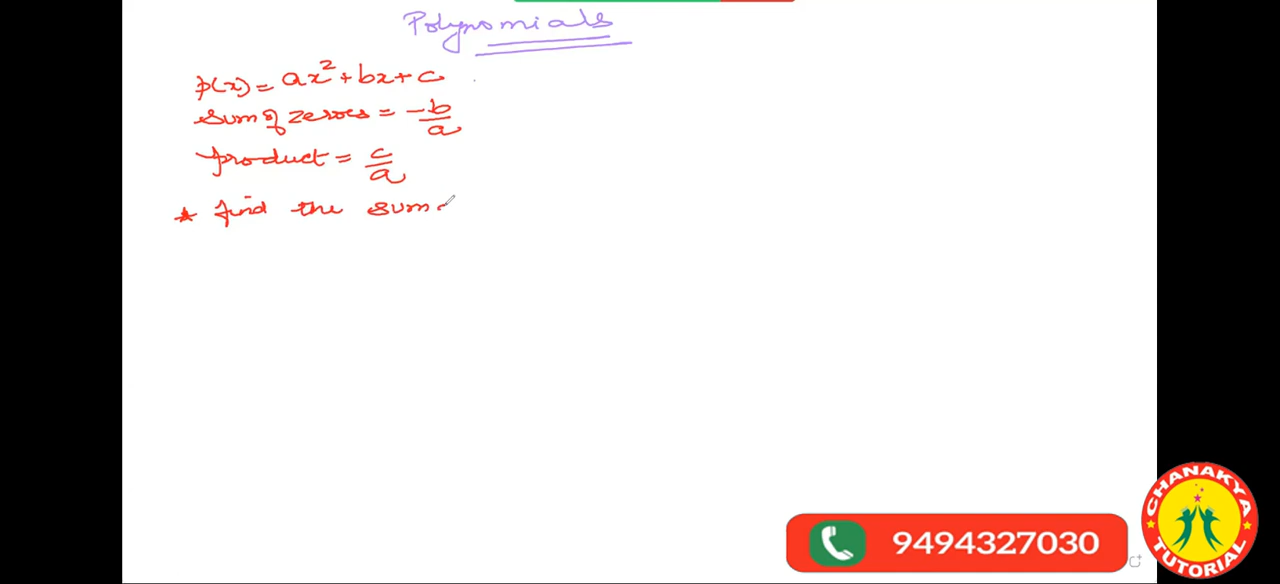 Polynomials
p(x) = ax² + bx + c
sum of zeroes = -b/a
product = c/a
* find the sum
9494327030
CHANAKYA
TUTORIAL